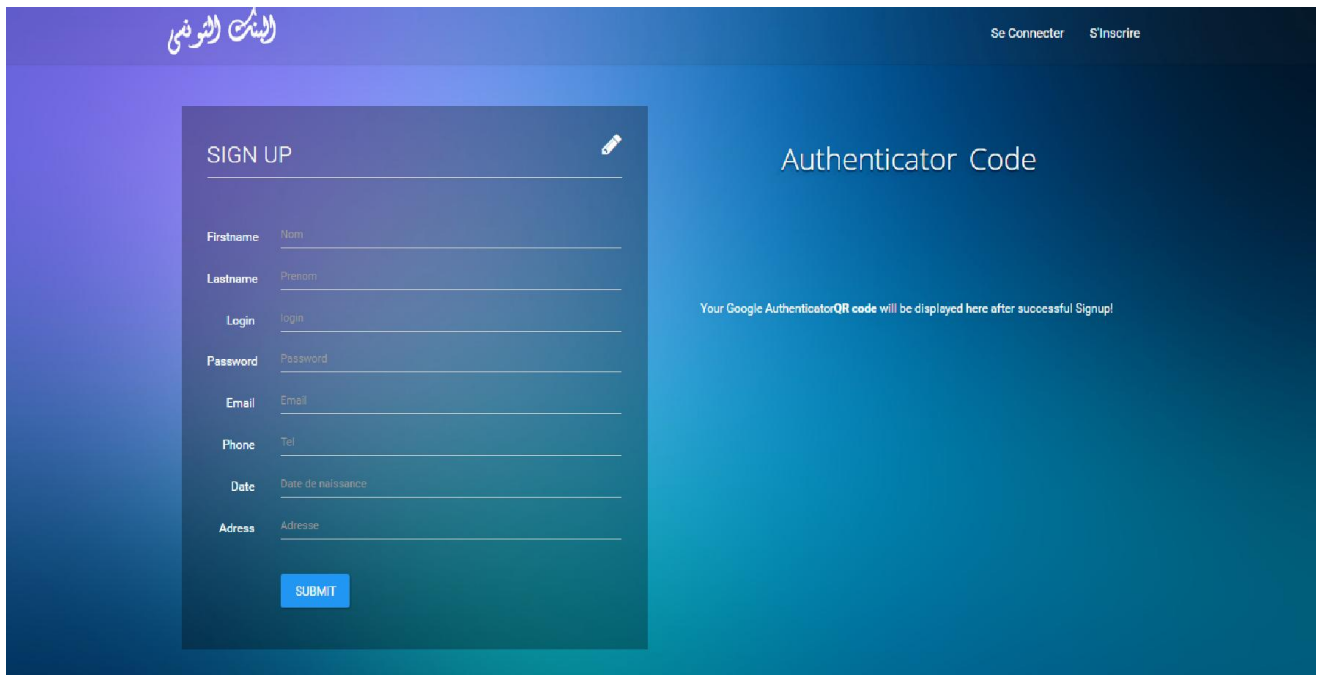 البنك التونسي
Se Connecter S'Inscrire
SIGN UP
Authenticator Code
Firstname Nom
Lastname Prenom
Login login
Password Password
Email Email
Phone Tel
Date Date de naissance
Adress Adresse
Your Google AuthenticatorQR code will be displayed here after successful Signup!
SUBMIT